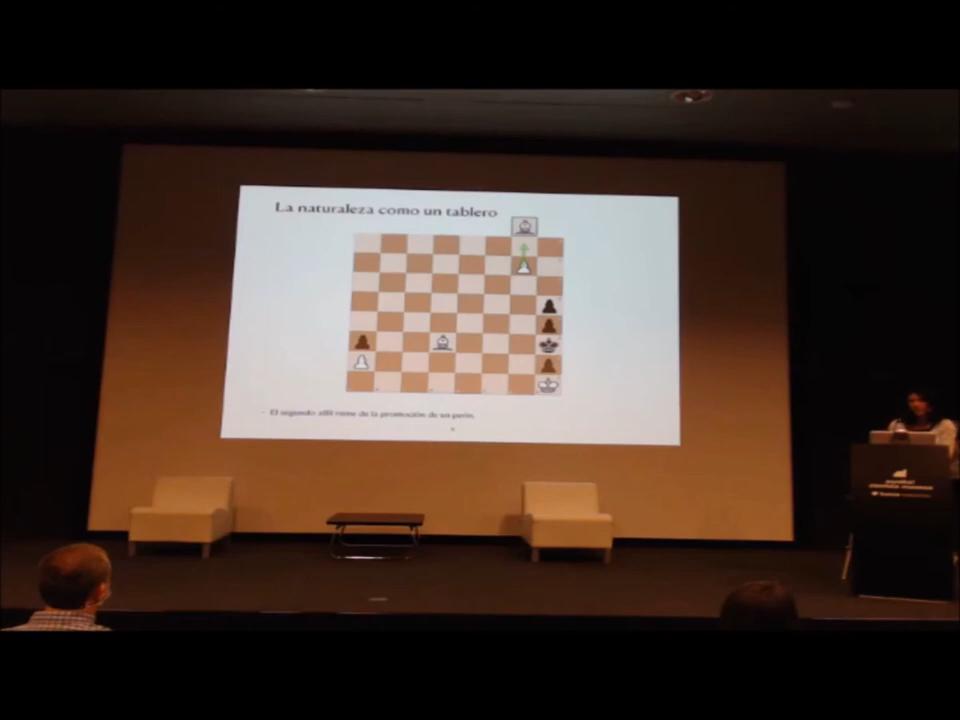 La naturaleza como un tablero
- El segundo alfil viene de la promoción de un peón.